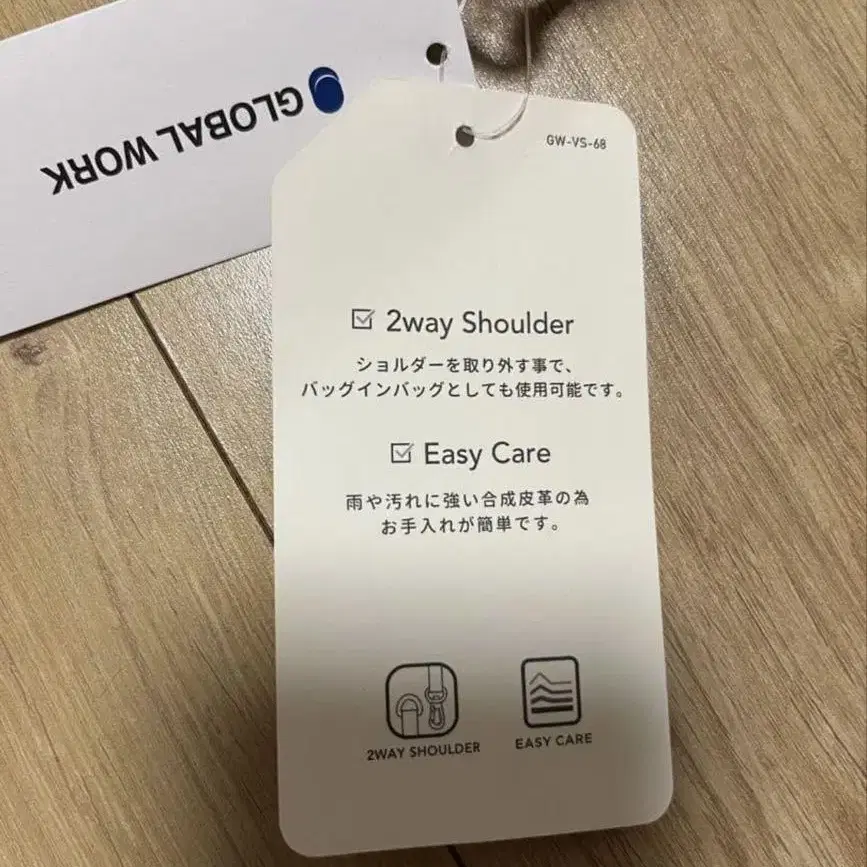 GLOBAL WORK
GW-VS-68
2way Shoulder
ショルダーを取り外す事で、
バッグインバッグとしても使用可能です。
Easy Care
雨や汚れに強い合成皮革の為
お手入れが簡単です。
2WAY SHOULDER
EASY CARE